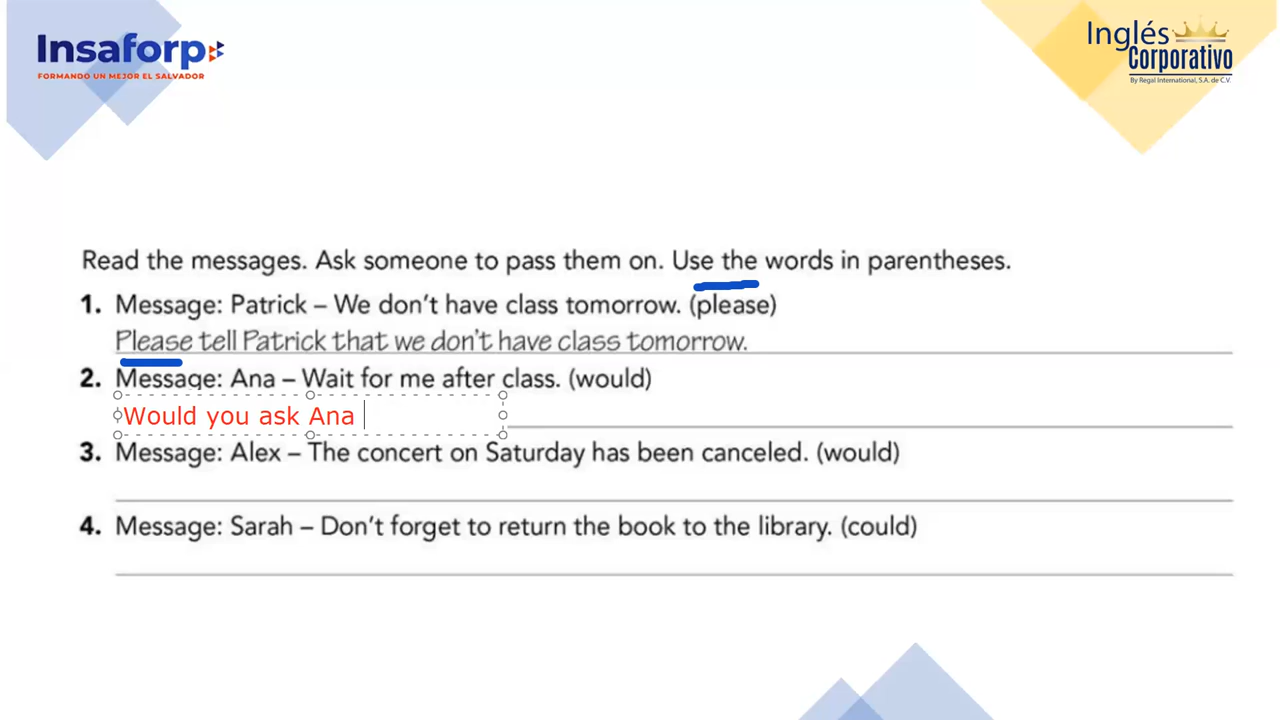 Insaforp
FORMANDO UN MEJOR EL SALVADOR
Inglés
Corporativo
By Regal International, S.A. de C.V.
Read the messages. Ask someone to pass them on. Use the words in parentheses.
1. Message: Patrick – We don't have class tomorrow. (please)
Please tell Patrick that we don't have class tomorrow.
2. Message: Ana – Wait for me after class. (would)
Would you ask Ana
3. Message: Alex – The concert on Saturday has been canceled. (would)
4. Message: Sarah – Don't forget to return the book to the library. (could)